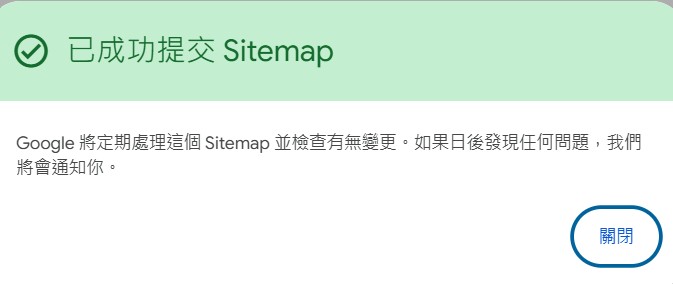 已成功提交 Sitemap
Google 將定期處理這個 Sitemap 並檢查有無變更。如果日後發現任何問題，我們
將會通知你。
關閉